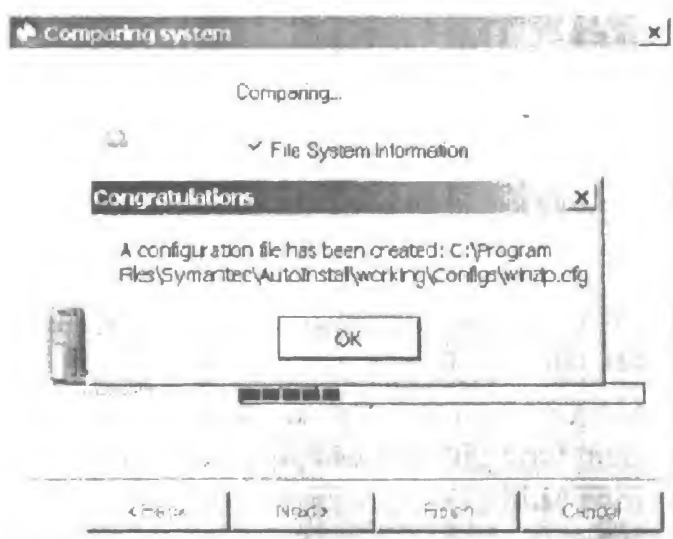 Comparing system
Comparing...
✓ File System Information
Congratulations
A configuration file has been created: C:\Program
Files\Symantec\AutoInstall\working\Configs\winzip.cfg
OK
< Back
Next >
Finish
Cancel